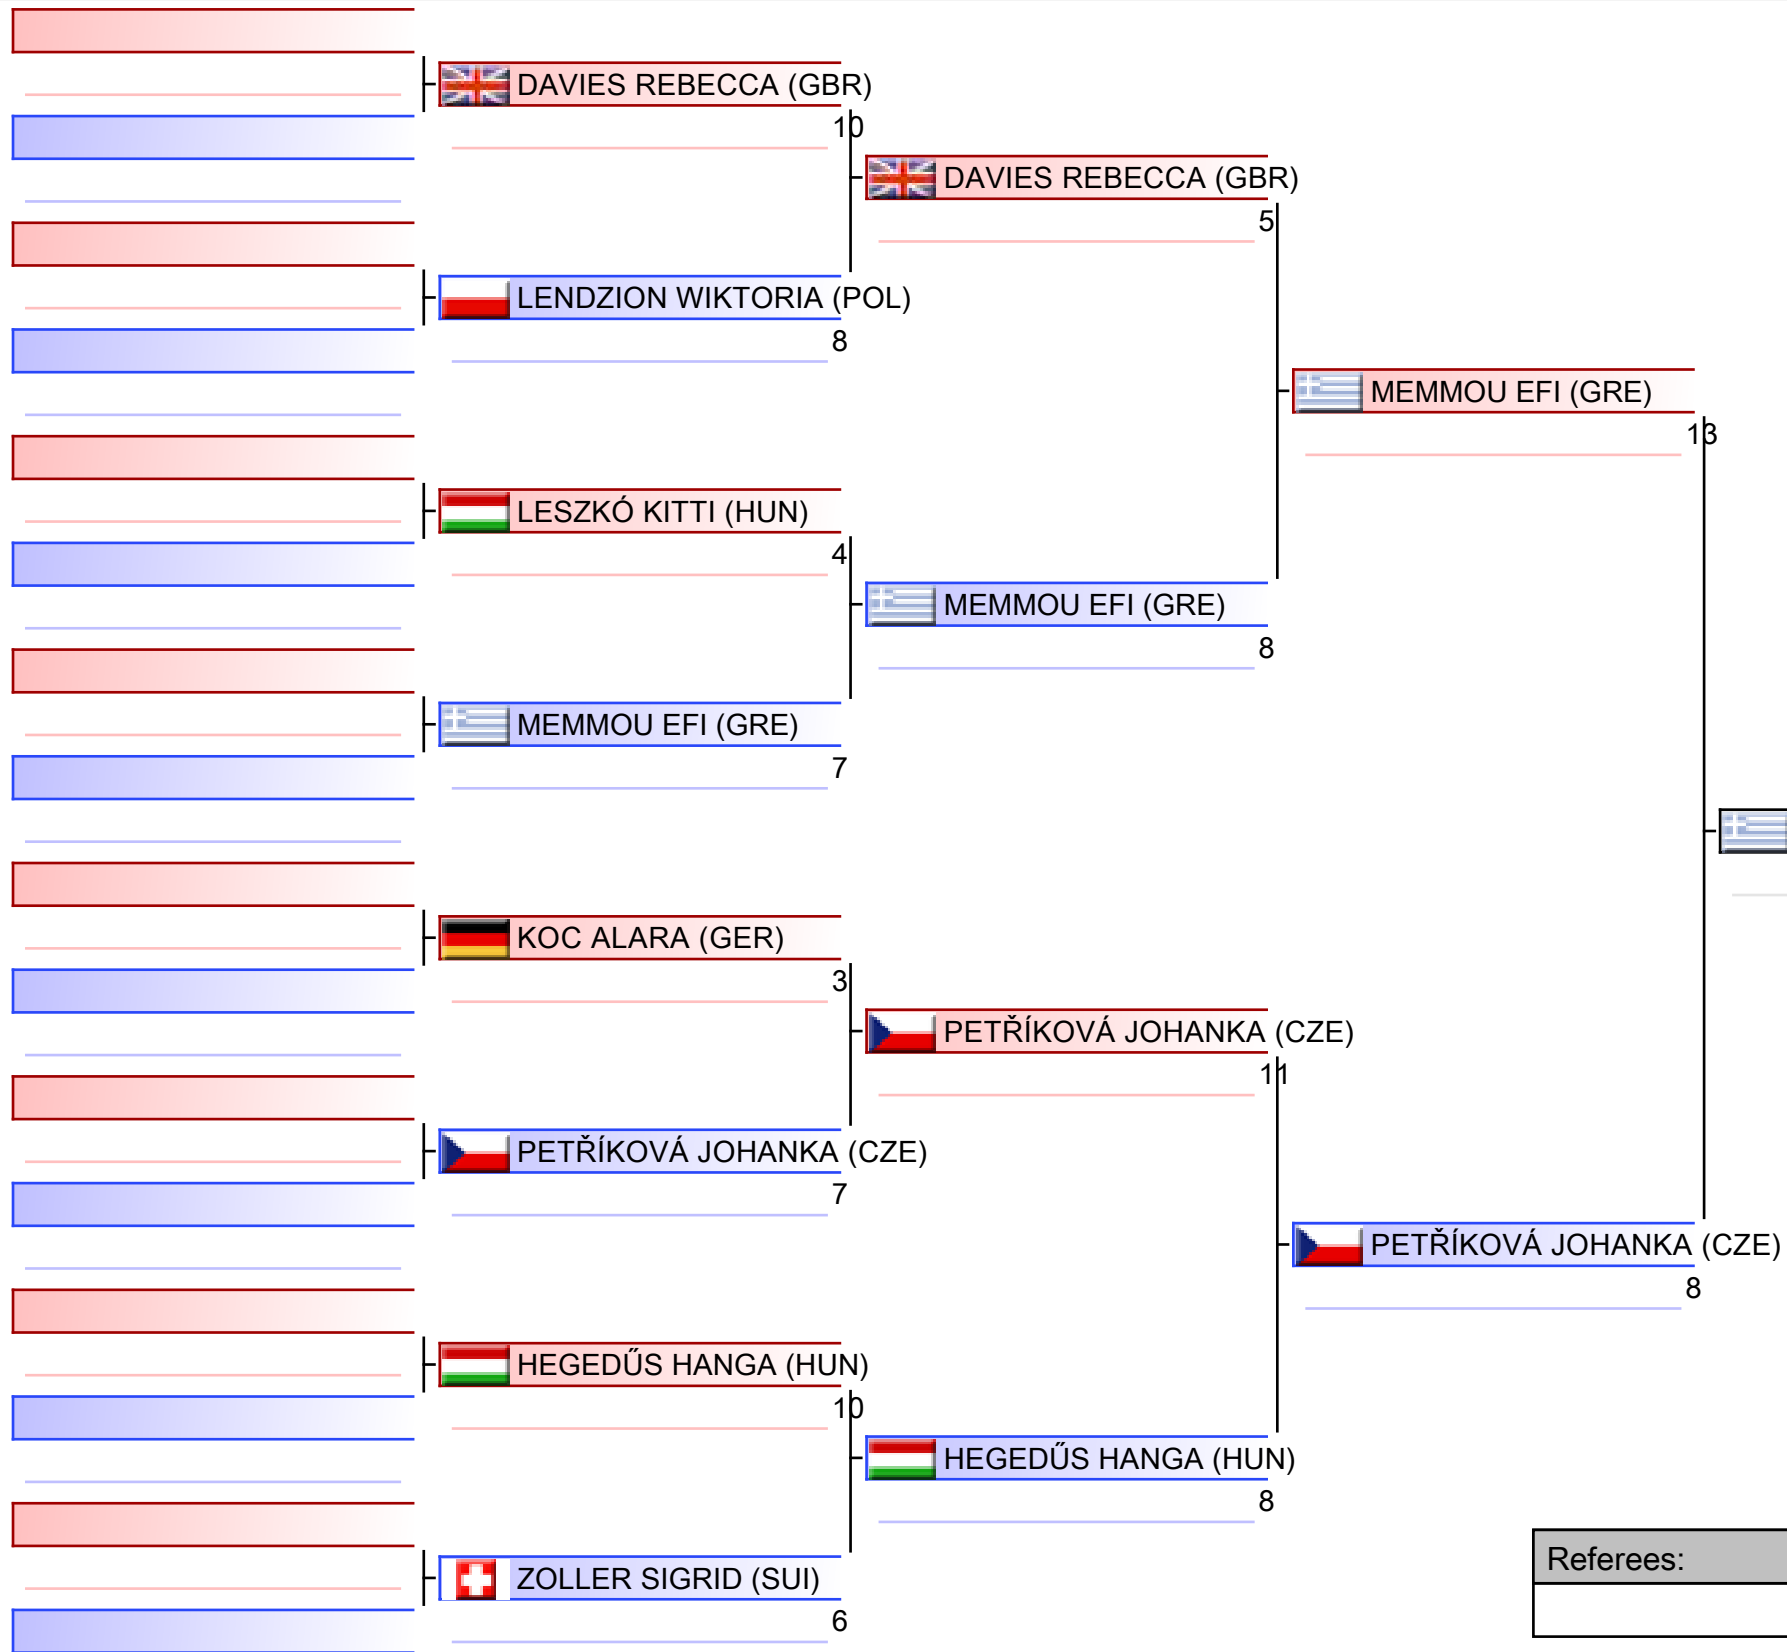 DAVIES REBECCA (GBR)
10
DAVIES REBECCA (GBR)
5
LENDZION WIKTORIA (POL)
8
MEMMOU EFI (GRE)
13
LESZKÓ KITTI (HUN)
4
MEMMOU EFI (GRE)
8
MEMMOU EFI (GRE)
7
KOC ALARA (GER)
3
PETŘÍKOVÁ JOHANKA (CZE)
11
PETŘÍKOVÁ JOHANKA (CZE)
7
PETŘÍKOVÁ JOHANKA (CZE)
8
HEGEDŰS HANGA (HUN)
10
HEGEDŰS HANGA (HUN)
8
ZOLLER SIGRID (SUI)
6
Referees: